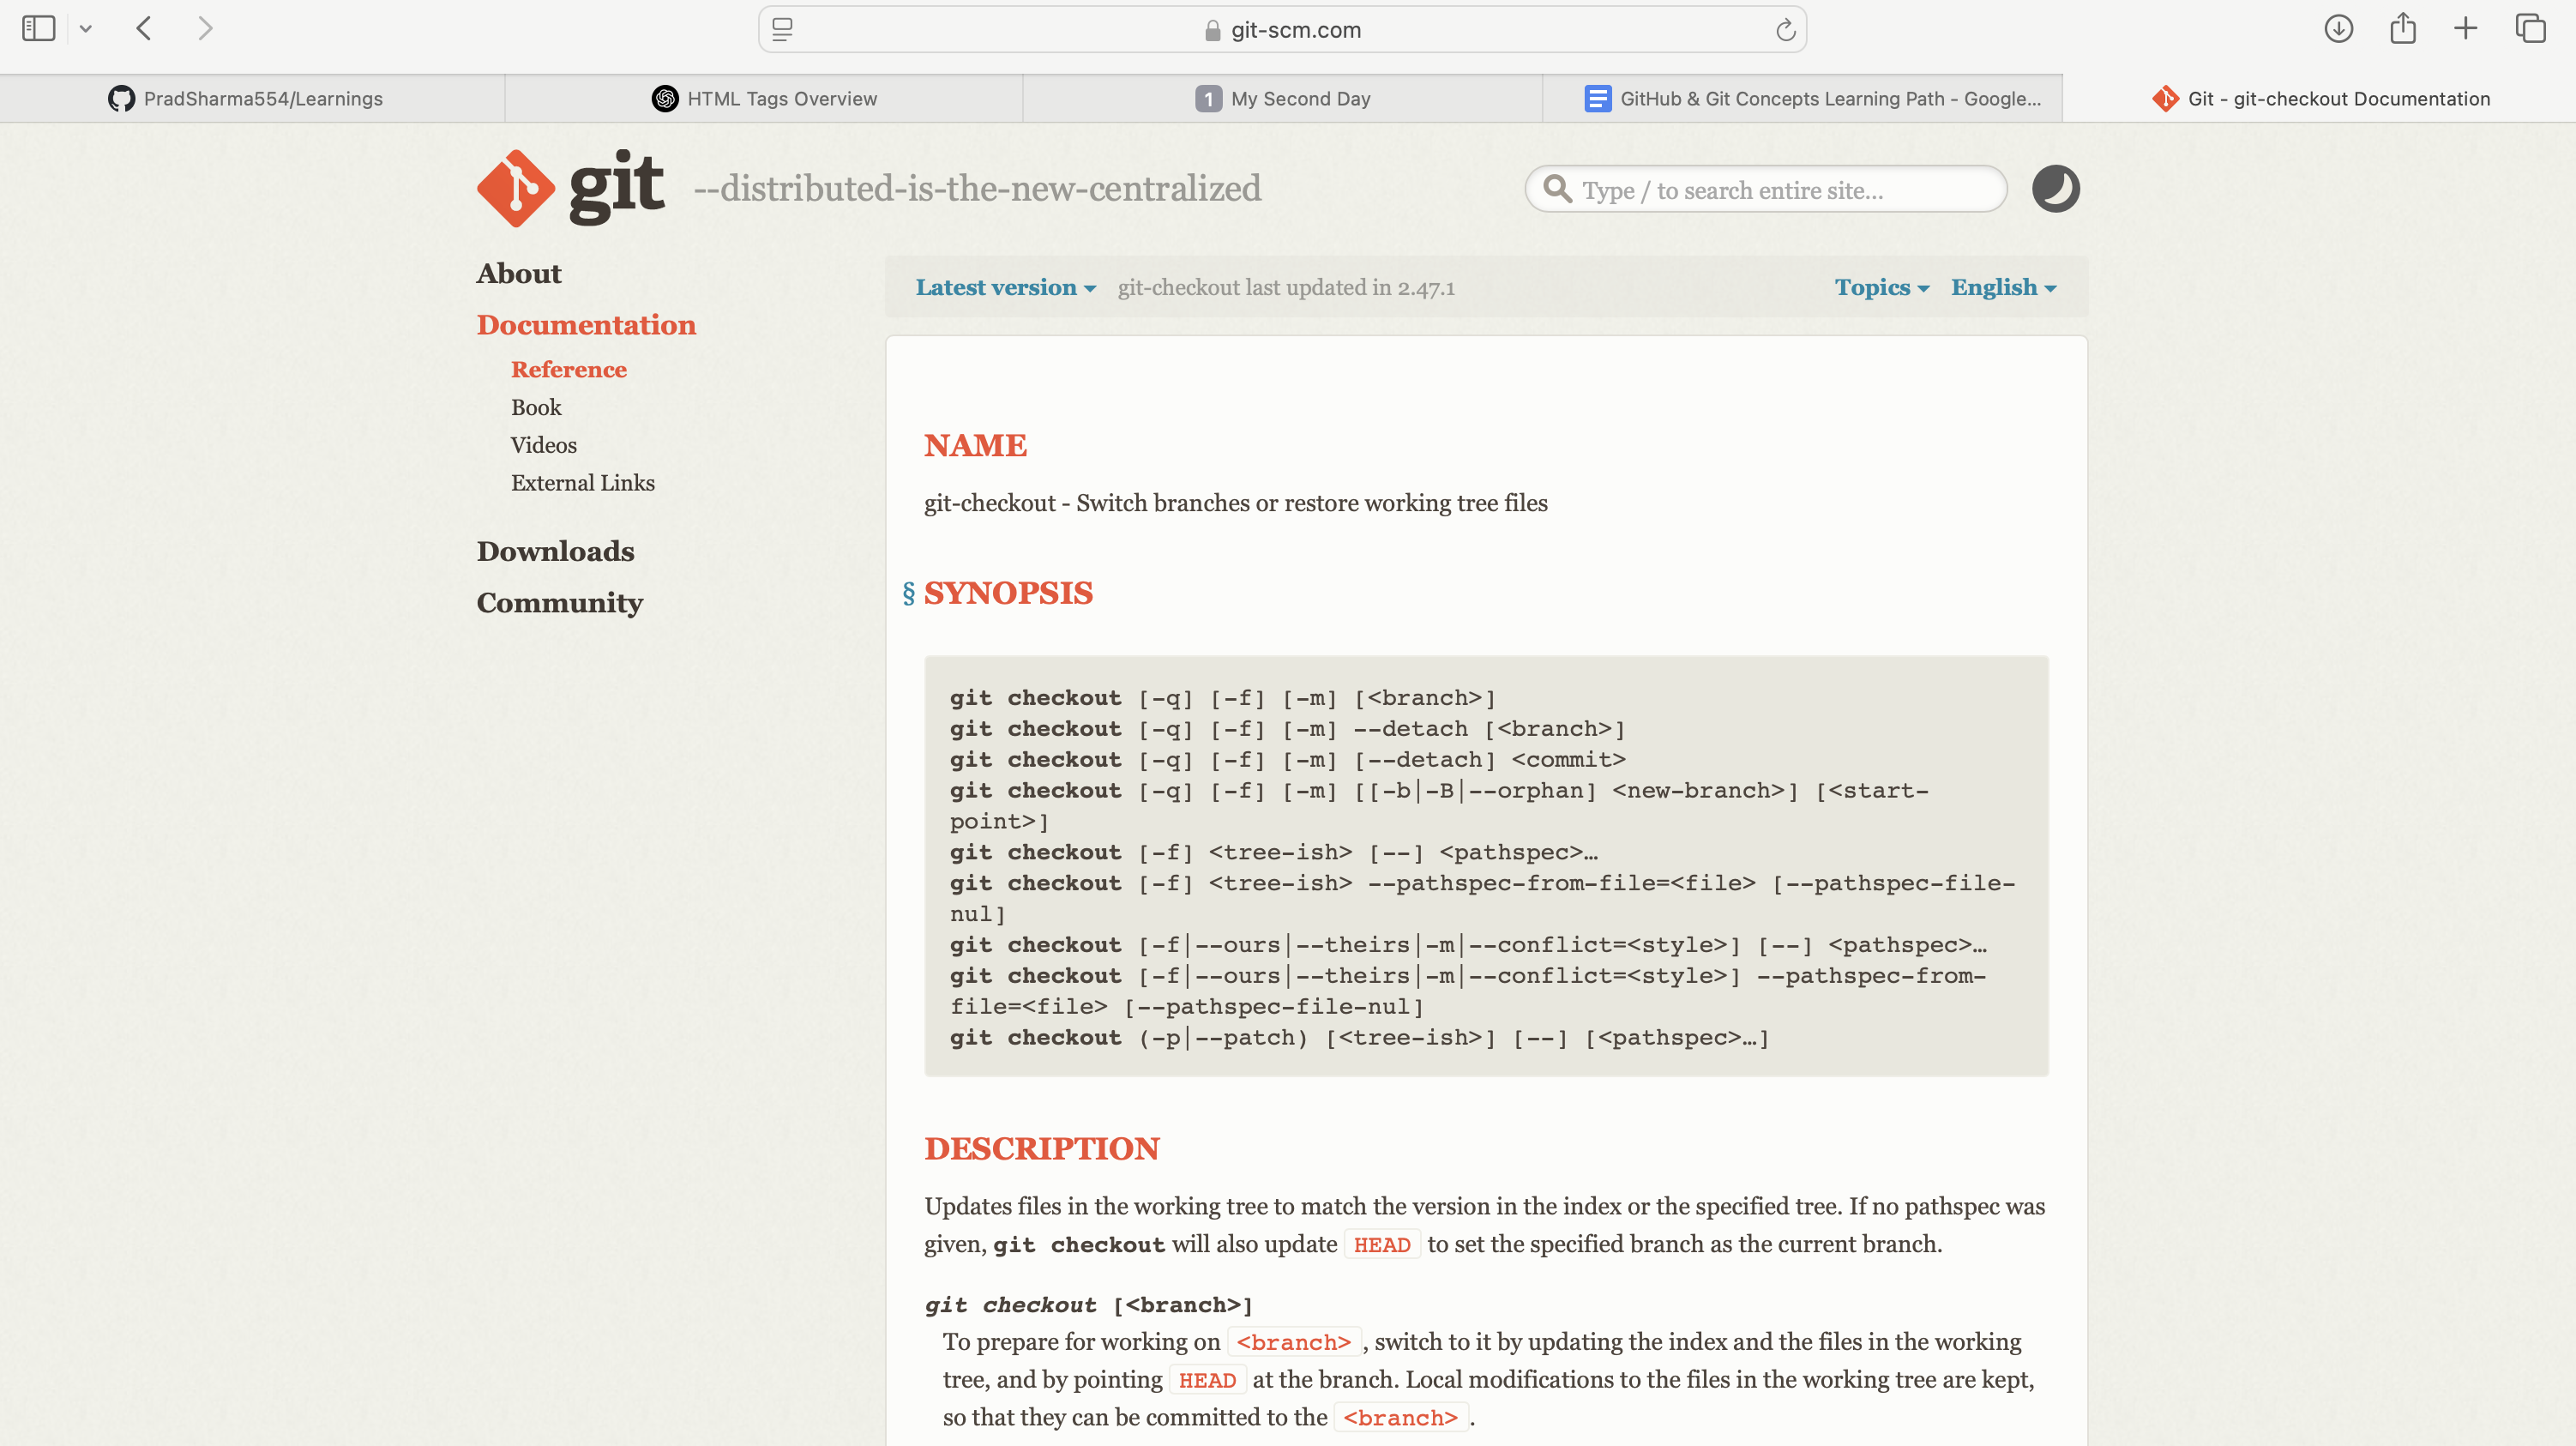 git-scm.com
PradSharma554/Learnings
HTML Tags Overview
1 My Second Day
GitHub & Git Concepts Learning Path - Google...
Git - git-checkout Documentation
git --distributed-is-the-new-centralized
Type / to search entire site...
About
Documentation
Reference
Book
Videos
External Links
Downloads
Community
Latest version git-checkout last updated in 2.47.1 Topics English
NAME
git-checkout - Switch branches or restore working tree files
§ SYNOPSIS
git checkout [-q] [-f] [-m] [<branch>]
git checkout [-q] [-f] [-m] --detach [<branch>]
git checkout [-q] [-f] [-m] [--detach] <commit>
git checkout [-q] [-f] [-m] [[-b|-B|--orphan] <new-branch>] [<start-
point>]
git checkout [-f] <tree-ish> [--] <pathspec>…
git checkout [-f] <tree-ish> --pathspec-from-file=<file> [--pathspec-file-
nul]
git checkout [-f|--ours|--theirs|-m|--conflict=<style>] [--] <pathspec>…
git checkout [-f|--ours|--theirs|-m|--conflict=<style>] --pathspec-from-
file=<file> [--pathspec-file-nul]
git checkout (-p|--patch) [<tree-ish>] [--] [<pathspec>…]
DESCRIPTION
Updates files in the working tree to match the version in the index or the specified tree. If no pathspec was
given, git checkout will also update HEAD to set the specified branch as the current branch.
git checkout [<branch>]
To prepare for working on <branch>, switch to it by updating the index and the files in the working
tree, and by pointing HEAD at the branch. Local modifications to the files in the working tree are kept,
so that they can be committed to the <branch>.